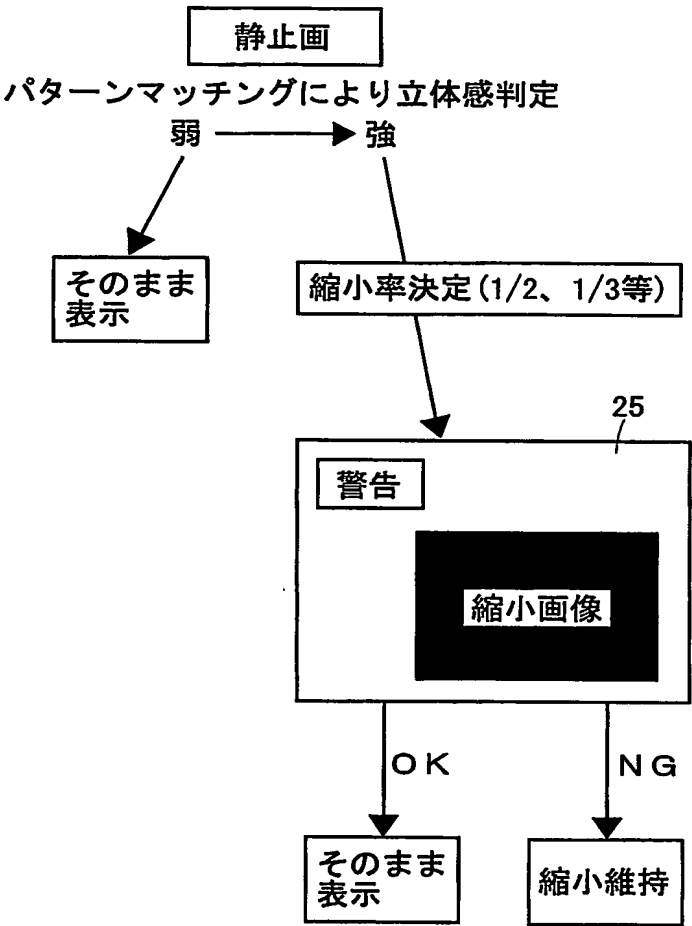 静止画
パターンマッチングにより立体感判定
弱 強
そのまま
表示
縮小率決定(1/2、1/3等)
25
警告
縮小画像
OK
NG
そのまま
表示
縮小維持